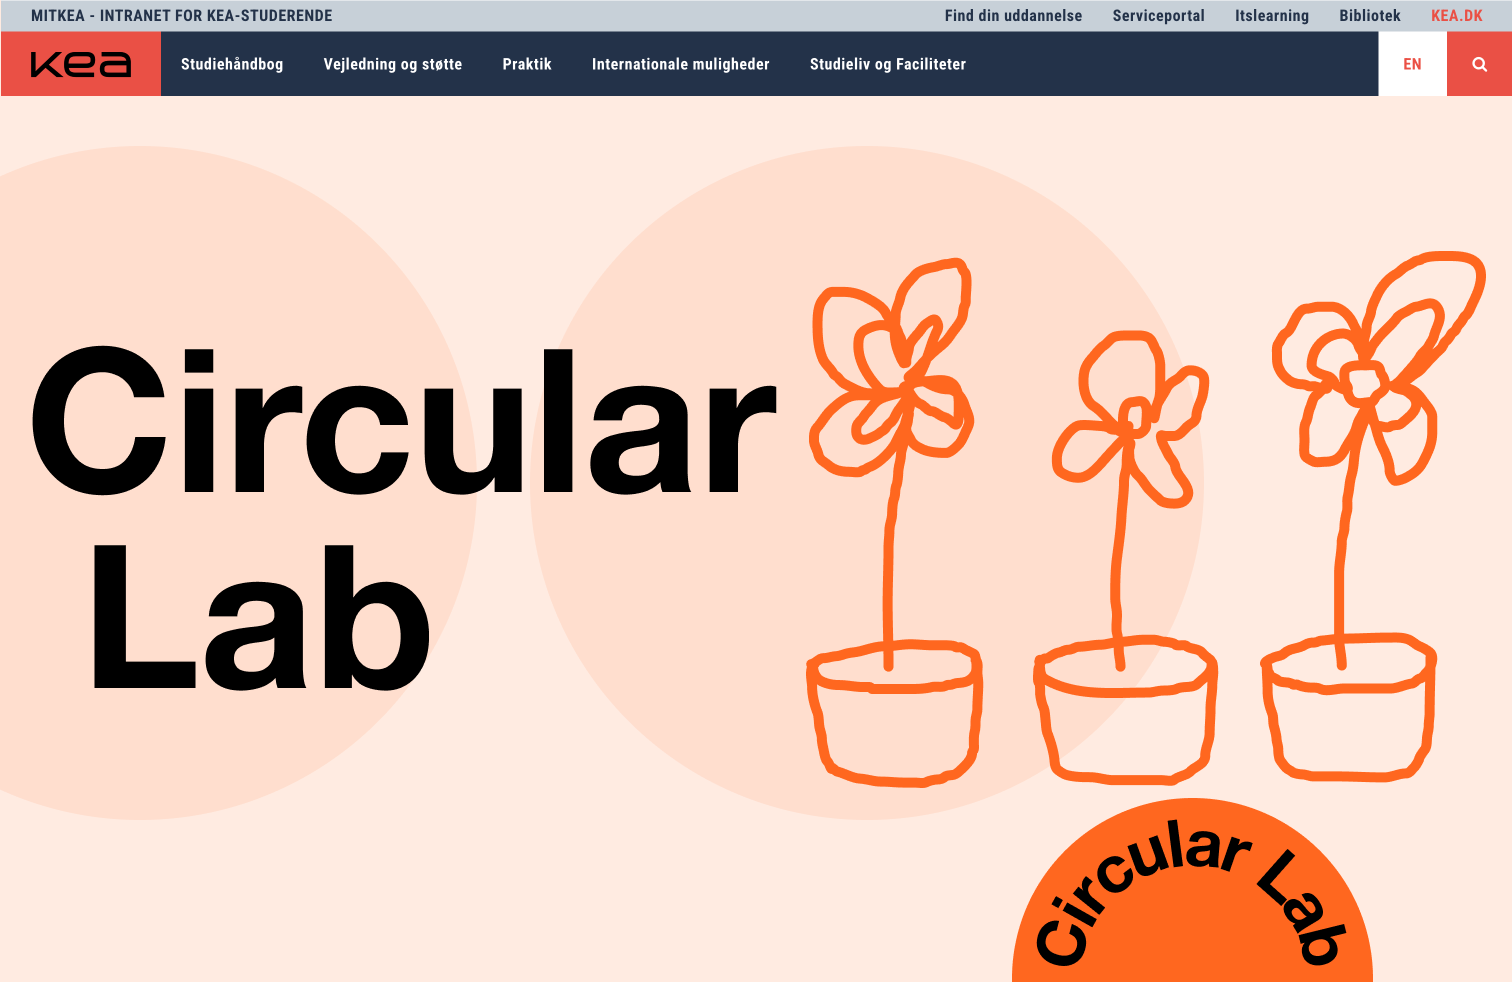 MITKEA - INTRANET FOR KEA-STUDERENDE
Find din uddannelse
Serviceportal
Itslearning
Bibliotek
KEA.DK
kea
Studiehåndbog
Vejledning og støtte
Praktik
Internationale muligheder
Studieliv og Faciliteter
EN
Circular
Lab
Circular Lab